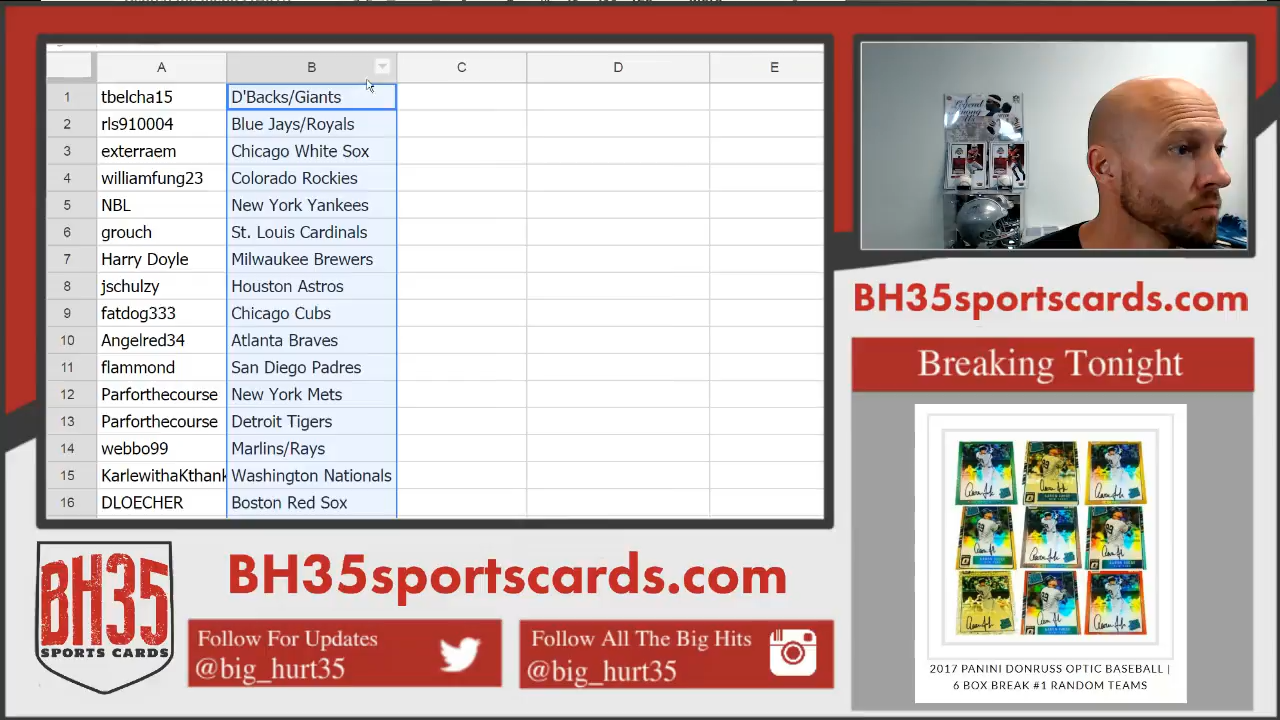 A B C D E
1 tbelcha15 D'Backs/Giants
2 rls910004 Blue Jays/Royals
3 exterraem Chicago White Sox
4 williamfung23 Colorado Rockies
5 NBL New York Yankees
6 grouch St. Louis Cardinals
7 Harry Doyle Milwaukee Brewers
8 jschulzy Houston Astros
9 fatdog333 Chicago Cubs
10 Angelred34 Atlanta Braves
11 flammond San Diego Padres
12 Parforthecourse New York Mets
13 Parforthecourse Detroit Tigers
14 webbo99 Marlins/Rays
15 KarlewithaKthank Washington Nationals
16 DLOECHER Boston Red Sox
Legend
BH35sportscards.com
Breaking Tonight
2017 PANINI DONRUSS OPTIC BASEBALL |
6 BOX BREAK #1 RANDOM TEAMS
BH35
SPORTS CARDS
BH35sportscards.com
Follow For Updates
@big_hurt35
Follow All The Big Hits
@big_hurt35